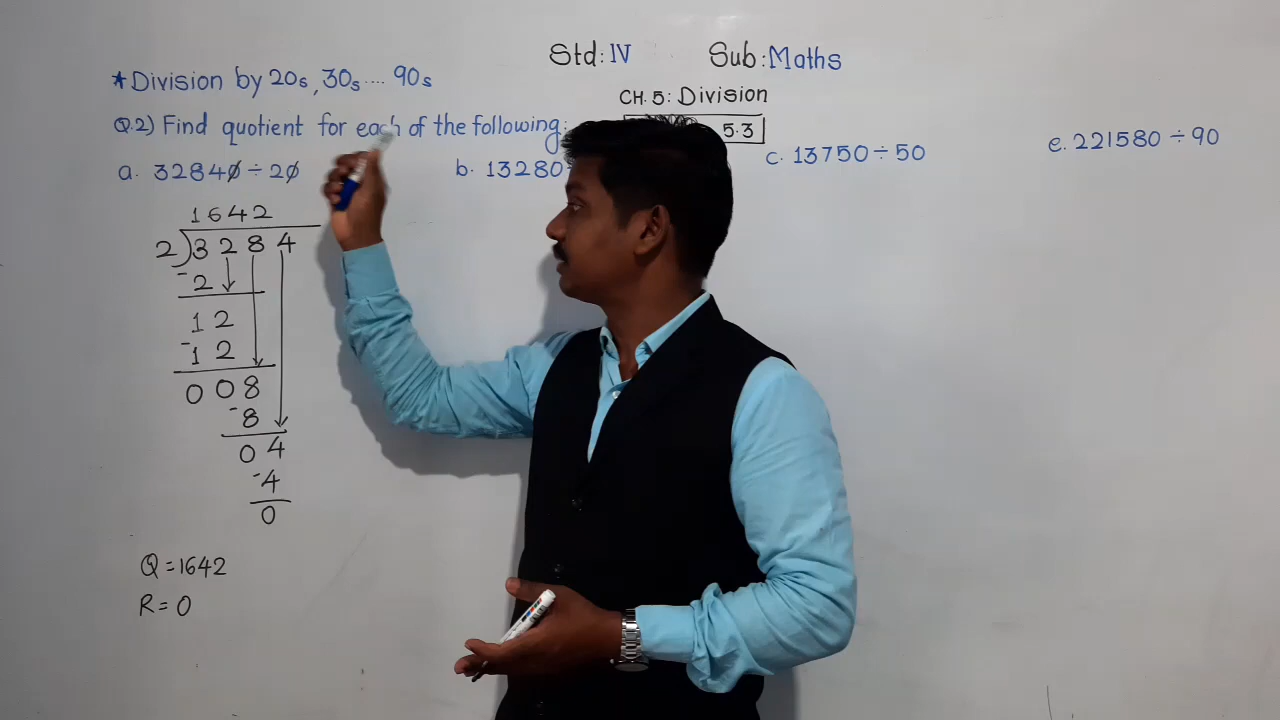 Std: IV Sub: Maths
* Division by 20s, 30s .... 90s
CH. 5: Division
Q.2) Find quotient for each of the following:
5.3
a. 32840 ÷ 20
b. 13280 ÷
c. 13750 ÷ 50
e. 221580 ÷ 90
1642
2)3284
-2
12
-12
008
-8
04
-4
0
Q = 1642
R = 0